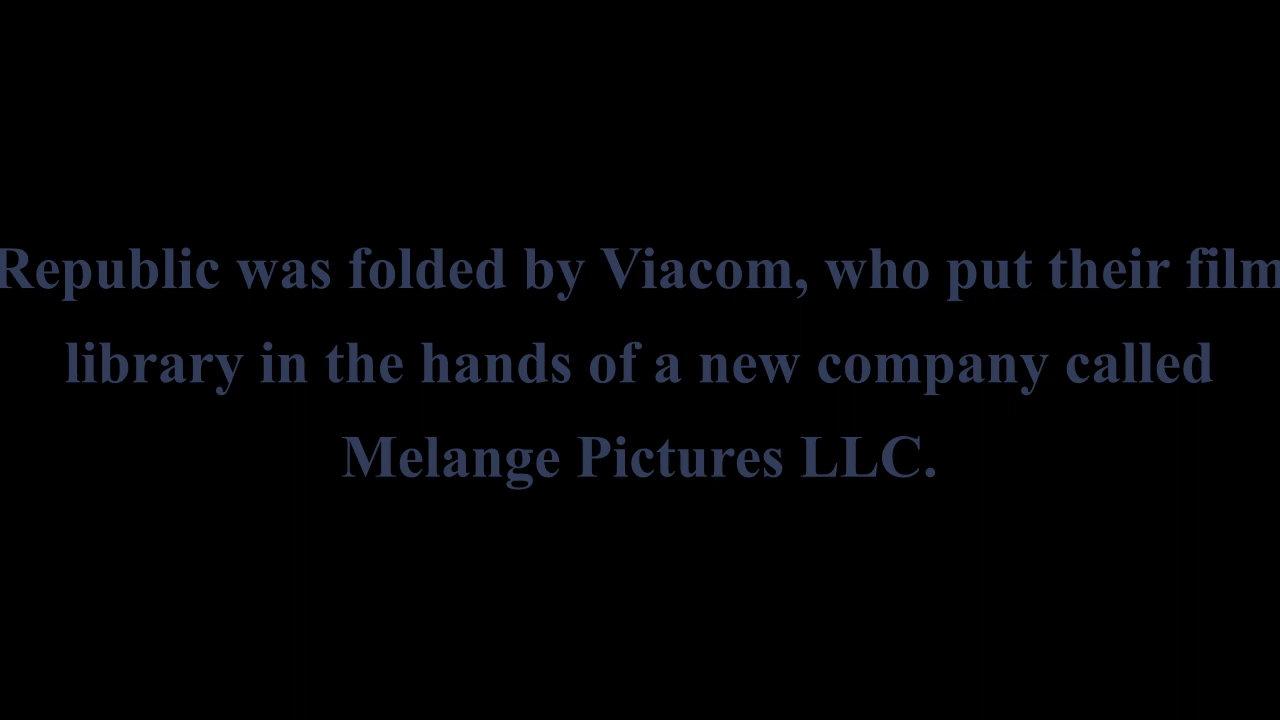 Republic was folded by Viacom, who put their film
library in the hands of a new company called
Melange Pictures LLC.